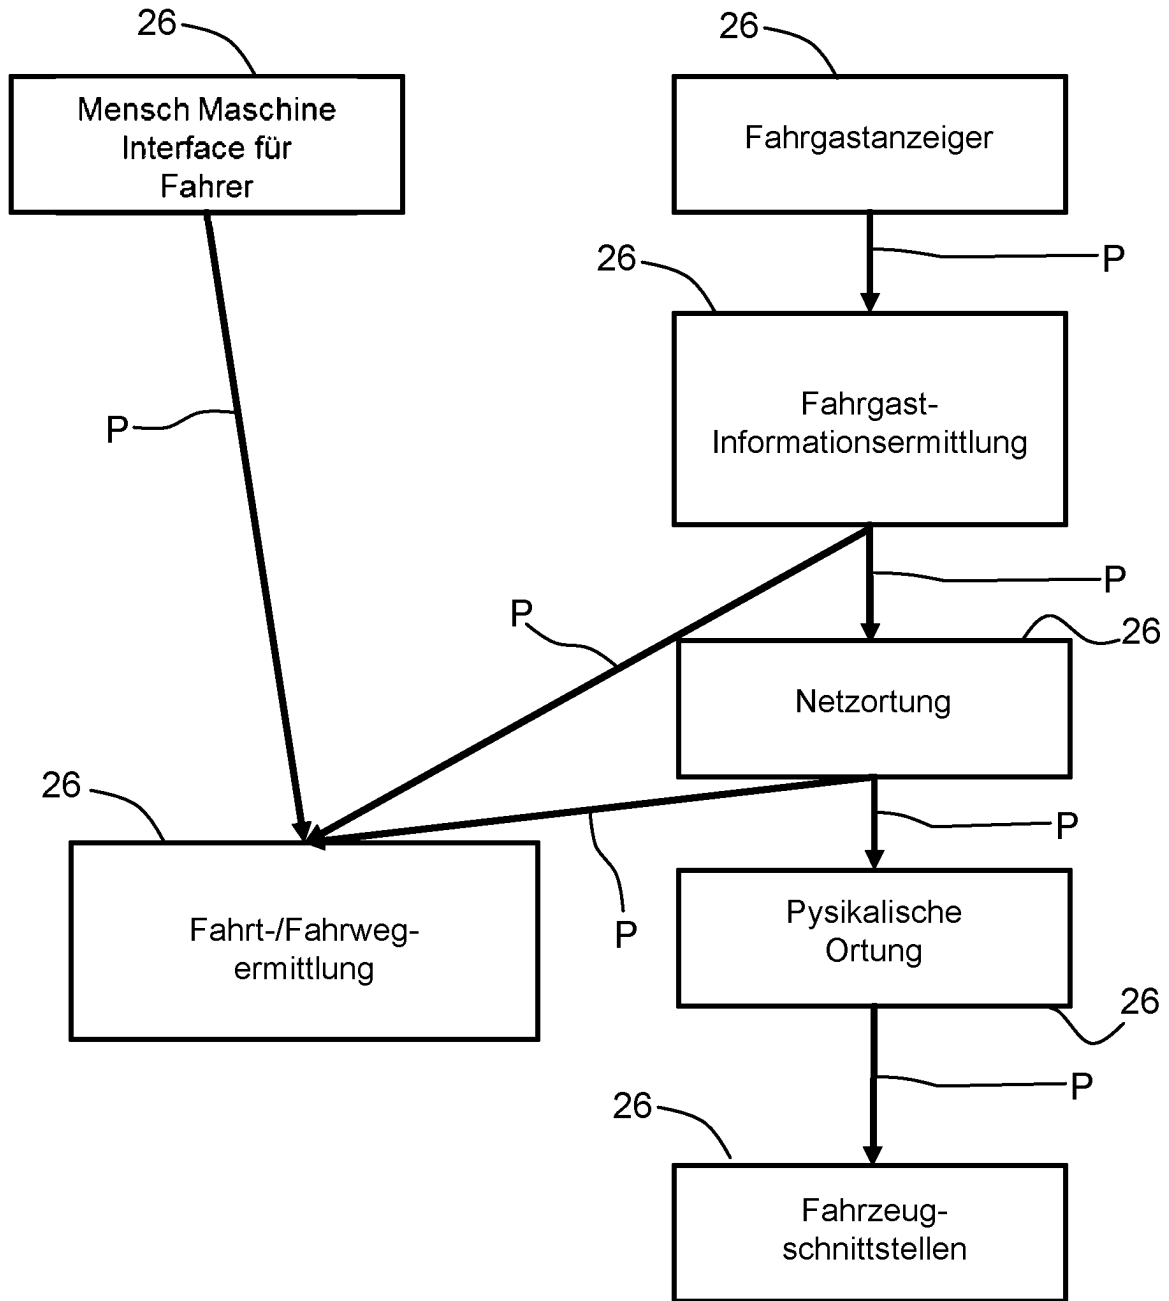 26
26
Mensch Maschine
Interface für
Fahrer
Fahrgastanzeiger
26
P
Fahrgast-
Informationsermittlung
P
P
P
26
Netzortung
26
P
P
Fahrt-/Fahrweg-
ermittlung
Pysikalische
Ortung
26
P
26
Fahrzeug-
schnittstellen